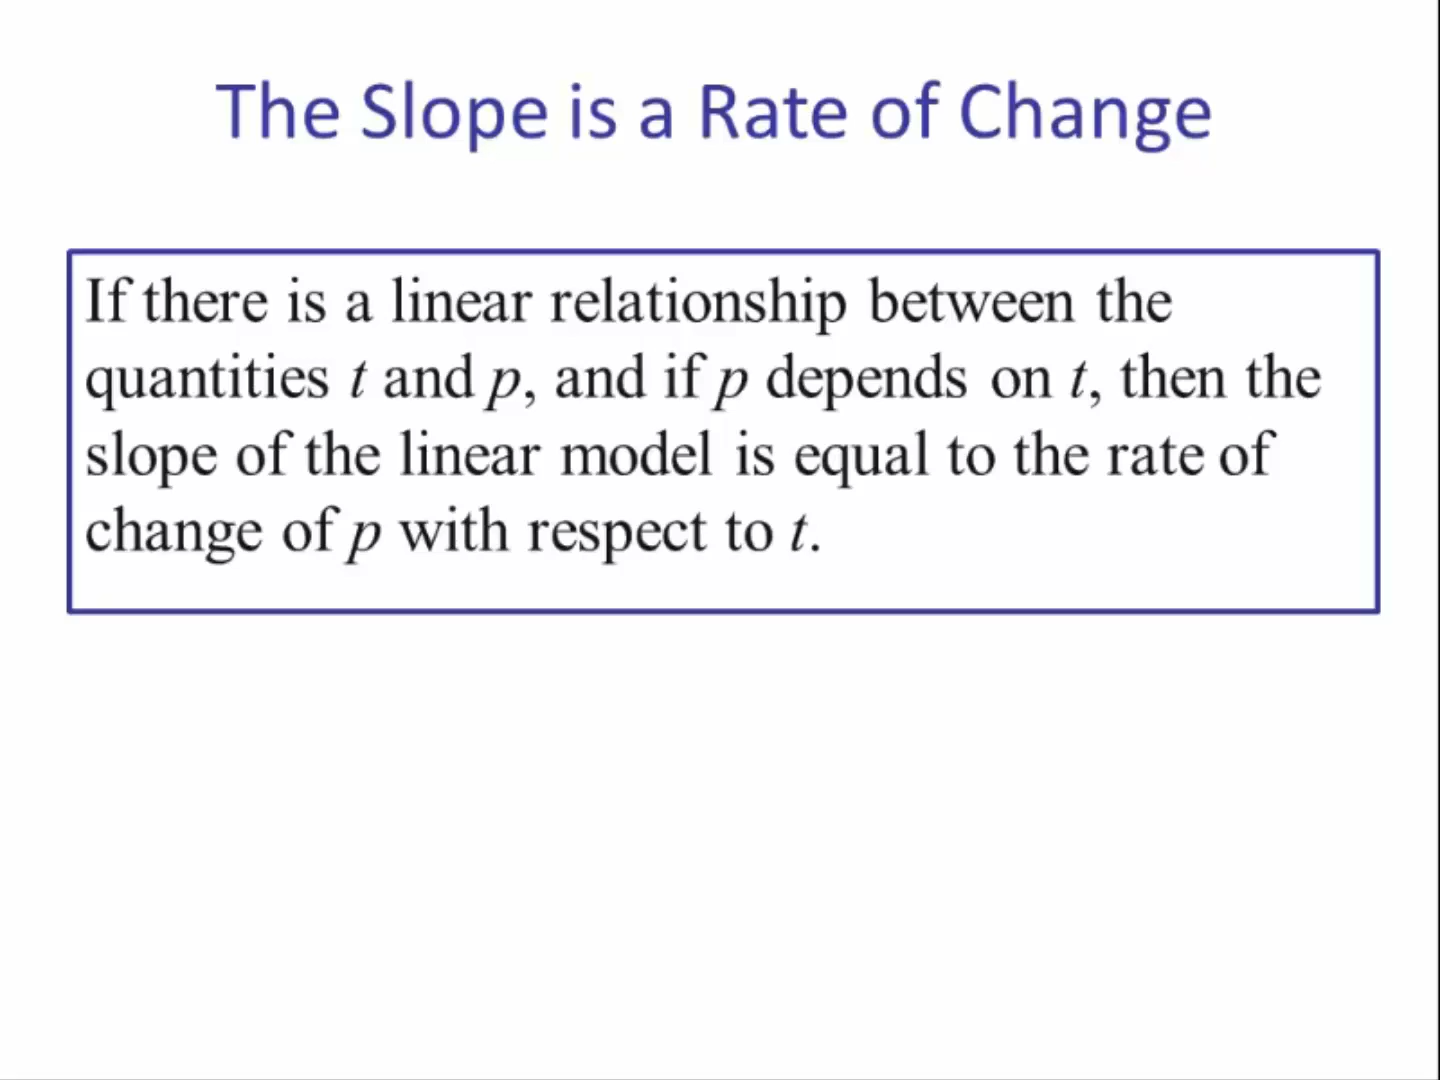 The Slope is a Rate of Change
If there is a linear relationship between the
quantities t and p, and if p depends on t, then the
slope of the linear model is equal to the rate of
change of p with respect to t.